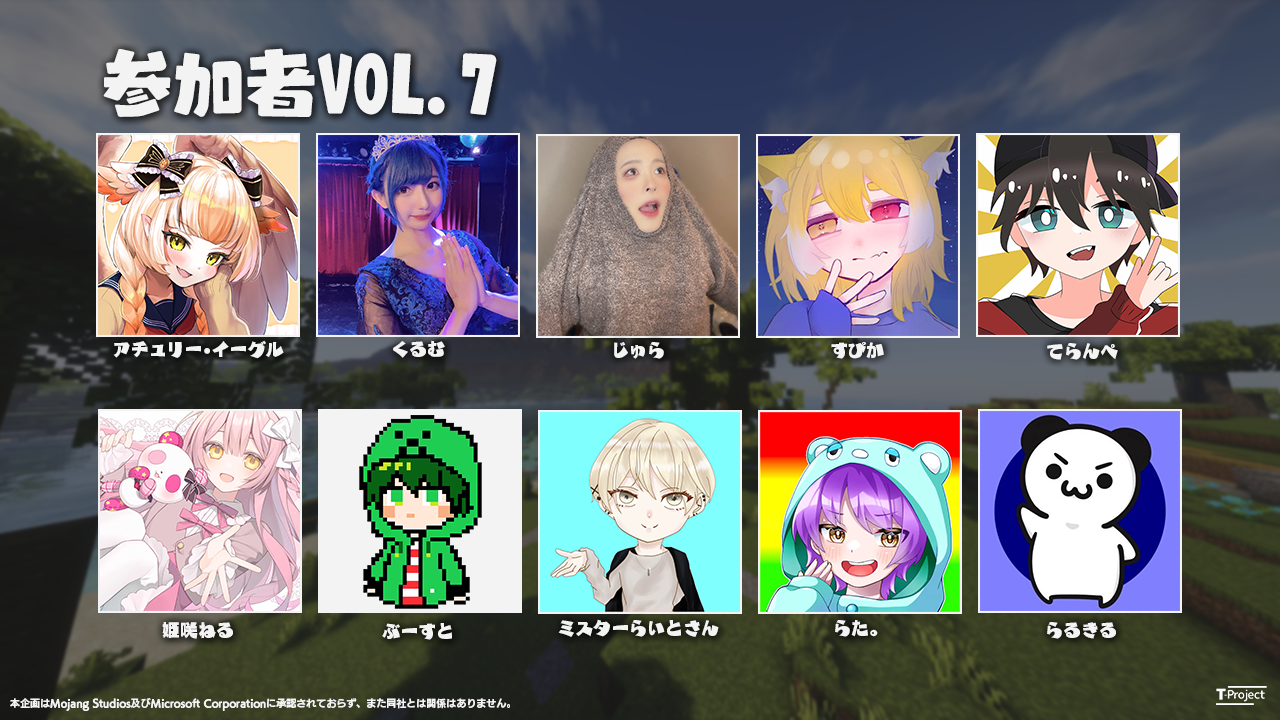 参加者VOL.7
アチュリー・イーグル
くるむ
じゅら
すぴか
てらんぺ
姫咲ねる
ぶーすと
ミスターらいとさん
らた。
らるきる
本企画はMojang Studios及びMicrosoft Corporationに承認されておらず、また同社とは関係はありません。
T-Project